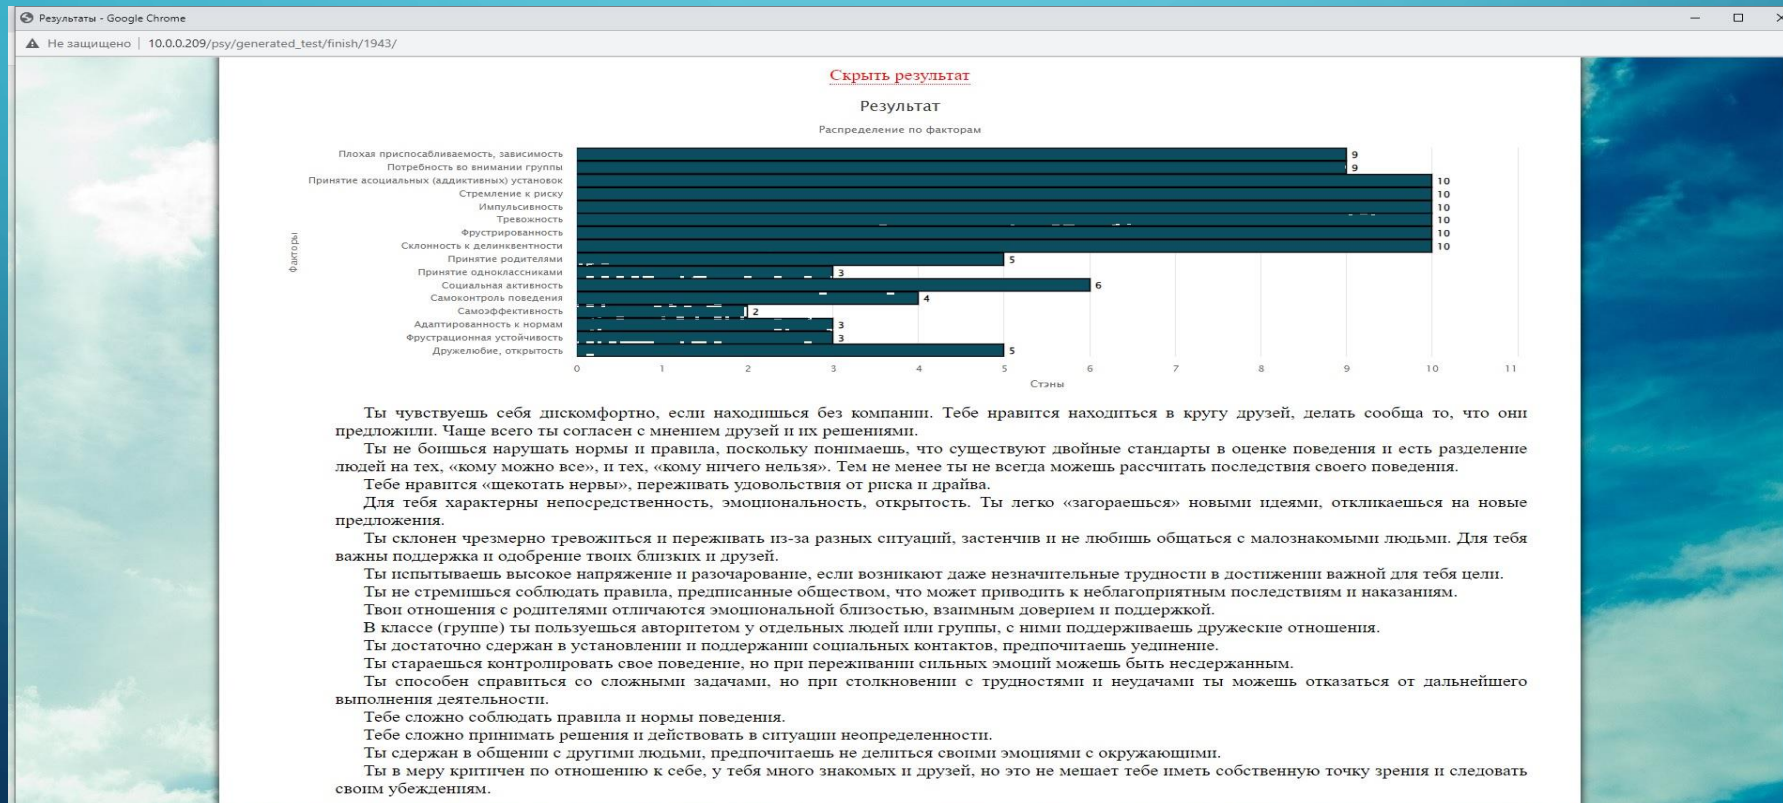 Результаты - Google Chrome
Не защищено | 10.0.0.209/psy/generated_test/finish/1943/
Скрыть результат
Результат
Распределение по факторам
Факторы
Плохая приспосабливаемость, зависимость 9
Потребность во внимании группы 9
Принятие асоциальных (аддиктивных) установок 10
Стремление к риску 10
Импульсивность 10
Тревожность 10
Фрустрированность 10
Склонность к делинквентности 10
Принятие родителями 5
Принятие одноклассниками 3
Социальная активность 6
Самоконтроль поведения 4
Самоэффективность 2
Адаптированность к нормам 3
Фрустрационная устойчивость 3
Дружелюбие, открытость 5
0 1 2 3 4 5 6 7 8 9 10 11
Стэны
Ты чувствуешь себя дискомфортно, если находишься без компании. Тебе нравится находиться в кругу друзей, делать сообща то, что они
предложили. Чаще всего ты согласен с мнением друзей и их решениями.
Ты не боишься нарушать нормы и правила, поскольку понимаешь, что существуют двойные стандарты в оценке поведения и есть разделение
людей на тех, «кому можно все», и тех, «кому ничего нельзя». Тем не менее ты не всегда можешь рассчитать последствия своего поведения.
Тебе нравится «щекотать нервы», переживать удовольствия от риска и драйва.
Для тебя характерны непосредственность, эмоциональность, открытость. Ты легко «загораешься» новыми идеями, откликаешься на новые
предложения.
Ты склонен чрезмерно тревожиться и переживать из-за разных ситуаций, застенчив и не любишь общаться с малознакомыми людьми. Для тебя
важны поддержка и одобрение твоих близких и друзей.
Ты испытываешь высокое напряжение и разочарование, если возникают даже незначительные трудности в достижении важной для тебя цели.
Ты не стремишься соблюдать правила, предписанные обществом, что может приводить к неблагоприятным последствиям и наказаниям.
Твои отношения с родителями отличаются эмоциональной близостью, взаимным доверием и поддержкой.
В классе (группе) ты пользуешься авторитетом у отдельных людей или группы, с ними поддерживаешь дружеские отношения.
Ты достаточно сдержан в установлении и поддержании социальных контактов, предпочитаешь уединение.
Ты стараешься контролировать свое поведение, но при переживании сильных эмоций можешь быть несдержанным.
Ты способен справиться со сложными задачами, но при столкновении с трудностями и неудачами ты можешь отказаться от дальнейшего
выполнения деятельности.
Тебе сложно соблюдать правила и нормы поведения.
Тебе сложно принимать решения и действовать в ситуации неопределенности.
Ты сдержан в общении с другими людьми, предпочитаешь не делиться своими эмоциями с окружающими.
Ты в меру критичен по отношению к себе, у тебя много знакомых и друзей, но это не мешает тебе иметь собственную точку зрения и следовать
своим убеждениям.